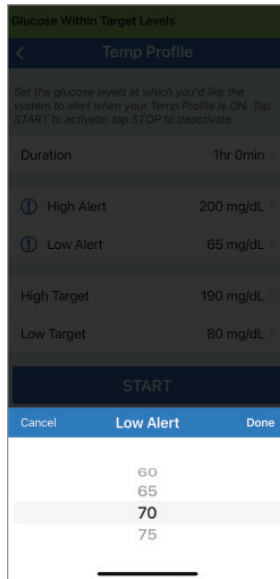 Glucose Within Target Levels
Temp Profile
Set the glucose levels at which you'd like the
system to alert when your Temp Profile is ON. Tap
START to activate; tap STOP to deactivate.
Duration 1hr 0min
High Alert 200 mg/dL
Low Alert 65 mg/dL
High Target 190 mg/dL
Low Target 80 mg/dL
START
Cancel Low Alert Done
60
65
70
75